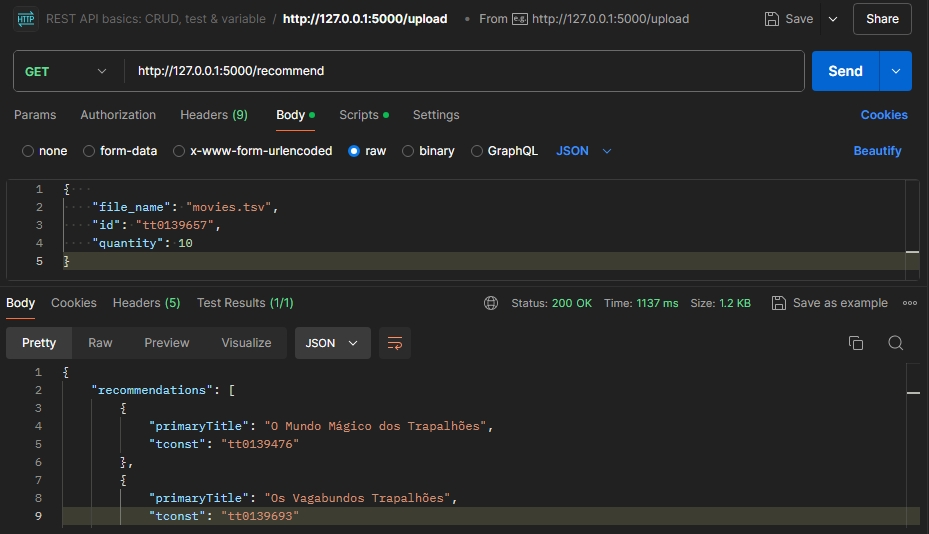 HTTP REST API basics: CRUD, test & variable / http://127.0.0.1:5000/upload From e.g. http://127.0.0.1:5000/upload Save Share
GET http://127.0.0.1:5000/recommend Send
Params Authorization Headers (9) Body Scripts Settings Cookies
none form-data x-www-form-urlencoded raw binary GraphQL JSON Beautify
1 {
2 "file_name": "movies.tsv",
3 "id": "tt0139657",
4 "quantity": 10
5 }
Body Cookies Headers (5) Test Results (1/1) Status: 200 OK Time: 1137 ms Size: 1.2 KB Save as example
Pretty Raw Preview Visualize JSON
1 {
2 "recommendations": [
3 {
4 "primaryTitle": "O Mundo Mágico dos Trapalhões",
5 "tconst": "tt0139476"
6 },
7 {
8 "primaryTitle": "Os Vagabundos Trapalhões",
9 "tconst": "tt0139693"